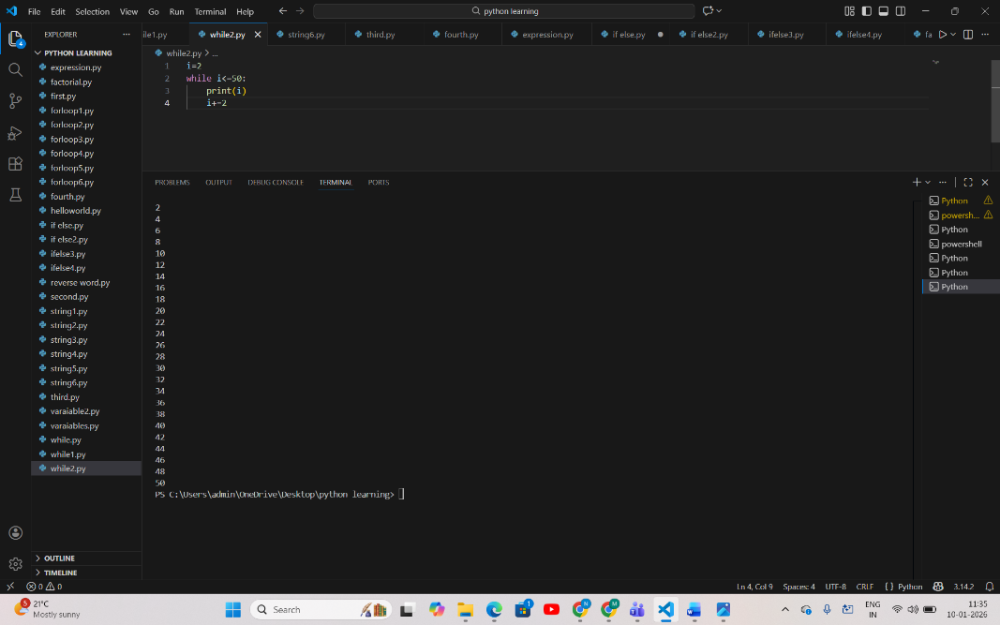 File Edit Selection View Go Run Terminal Help
python learning
EXPLORER
ile1.py while2.py string6.py third.py fourth.py expression.py if else.py if else2.py ifelse3.py ifelse4.py fa
PYTHON LEARNING
expression.py
factorial.py
first.py
forloop1.py
forloop2.py
forloop3.py
forloop4.py
forloop5.py
forloop6.py
fourth.py
helloworld.py
if else.py
if else2.py
ifelse3.py
ifelse4.py
reverse word.py
second.py
string1.py
string2.py
string3.py
string4.py
string5.py
string6.py
third.py
varaiable2.py
varaiables.py
while.py
while1.py
while2.py
OUTLINE
TIMELINE
while2.py > ...
1 i=2
2 while i<=50:
3 print(i)
4 i+=2
PROBLEMS OUTPUT DEBUG CONSOLE TERMINAL PORTS
2
4
6
8
10
12
14
16
18
20
22
24
26
28
30
32
34
36
38
40
42
44
46
48
50
PS C:\Users\admin\OneDrive\Desktop\python learning>
Python
powersh...
Python
powershell
Python
Python
Python
0 0 Ln 4, Col 9 Spaces: 4 UTF-8 CRLF {} Python 3.14.2
21°C
Mostly sunny
Search
ENG
IN
11:35
10-01-2026